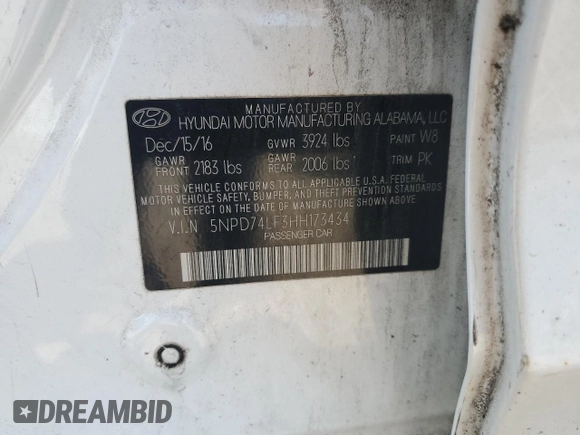 MANUFACTURED BY
HYUNDAI MOTOR MANUFACTURING ALABAMA, LLC
Dec/15/16 GVWR 3924 lbs PAINT W8
GAWR FRONT 2183 lbs GAWR REAR 2006 lbs TRIM PK
THIS VEHICLE CONFORMS TO ALL APPLICABLE U.S.A. FEDERAL
MOTOR VEHICLE SAFETY, BUMPER, AND THEFT PREVENTION STANDARDS
IN EFFECT ON THE DATE OF MANUFACTURE SHOWN ABOVE.
V.I.N 5NPD74LF3HH173434
PASSENGER CAR
DREAMBID